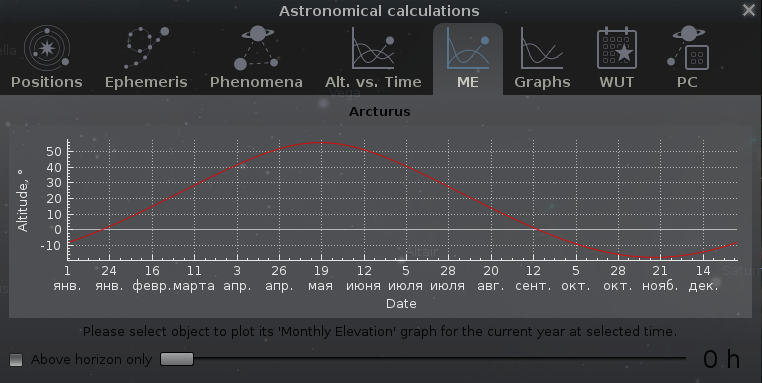 Astronomical calculations
Positions Ephemeris Phenomena Alt. vs. Time ME Graphs WUT PC
Vega
Arcturus
Altitude, °
50
40
30
20
10
0
-10
Altair
1 24 16 11 3 26 19 12 5 28 20 12 5 28 21 14
янв. янв. февр. марта апр. апр. мая июня июля июля авг. сент. окт. окт. нояб. дек.
Date
Please select object to plot its 'Monthly Elevation' graph for the current year at selected time.
Above horizon only 0 h